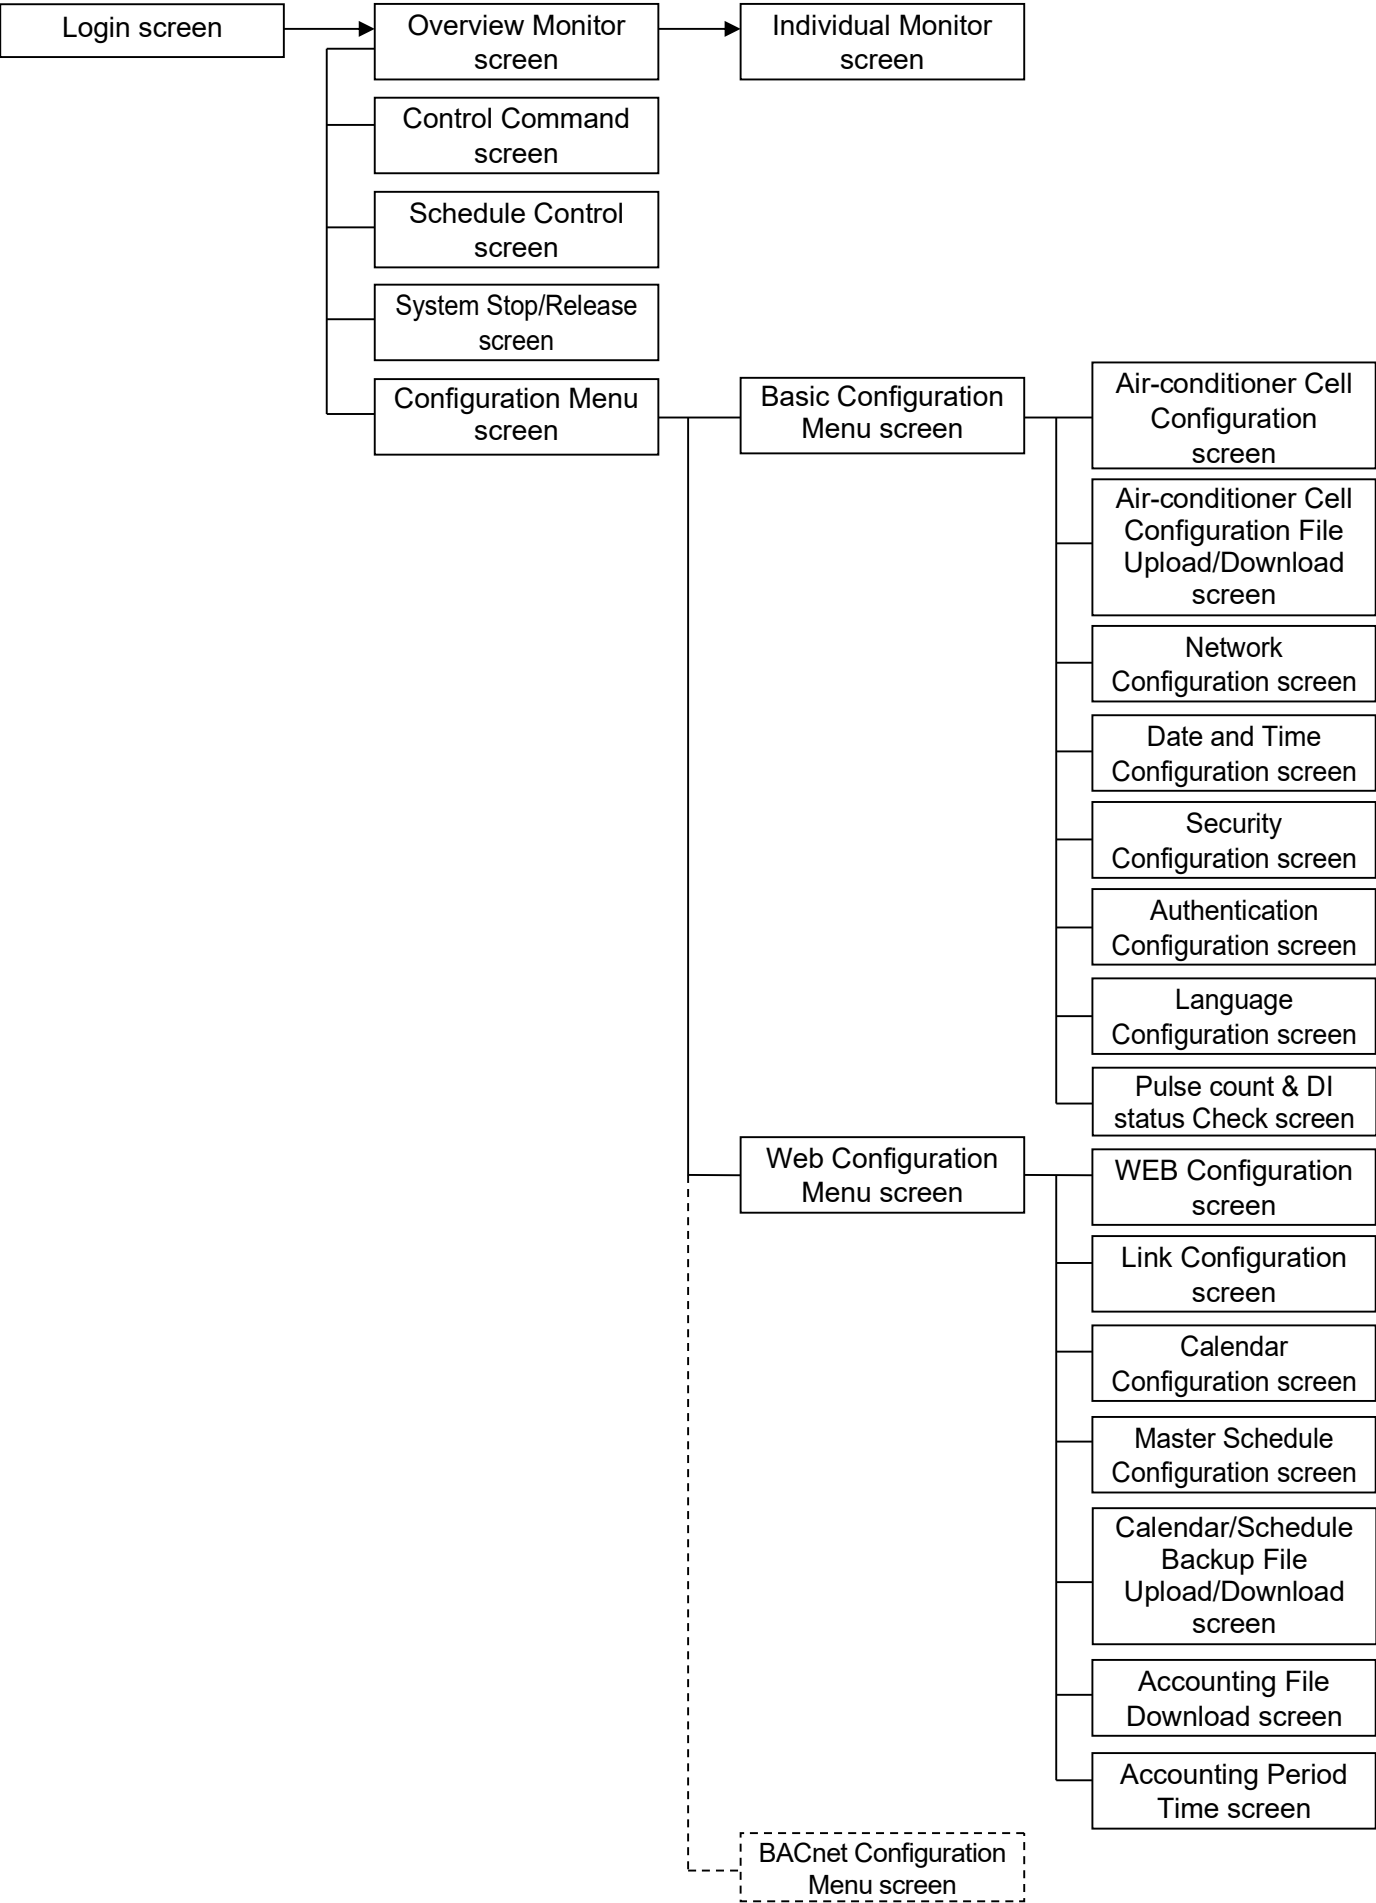 Login screen
Overview Monitor
screen
Individual Monitor
screen
Control Command
screen
Schedule Control
screen
System Stop/Release
screen
Configuration Menu
screen
Basic Configuration
Menu screen
Air-conditioner Cell
Configuration
screen
Air-conditioner Cell
Configuration File
Upload/Download
screen
Network
Configuration screen
Date and Time
Configuration screen
Security
Configuration screen
Authentication
Configuration screen
Language
Configuration screen
Pulse count & DI
status Check screen
Web Configuration
Menu screen
WEB Configuration
screen
Link Configuration
screen
Calendar
Configuration screen
Master Schedule
Configuration screen
Calendar/Schedule
Backup File
Upload/Download
screen
Accounting File
Download screen
Accounting Period
Time screen
BACnet Configuration
Menu screen